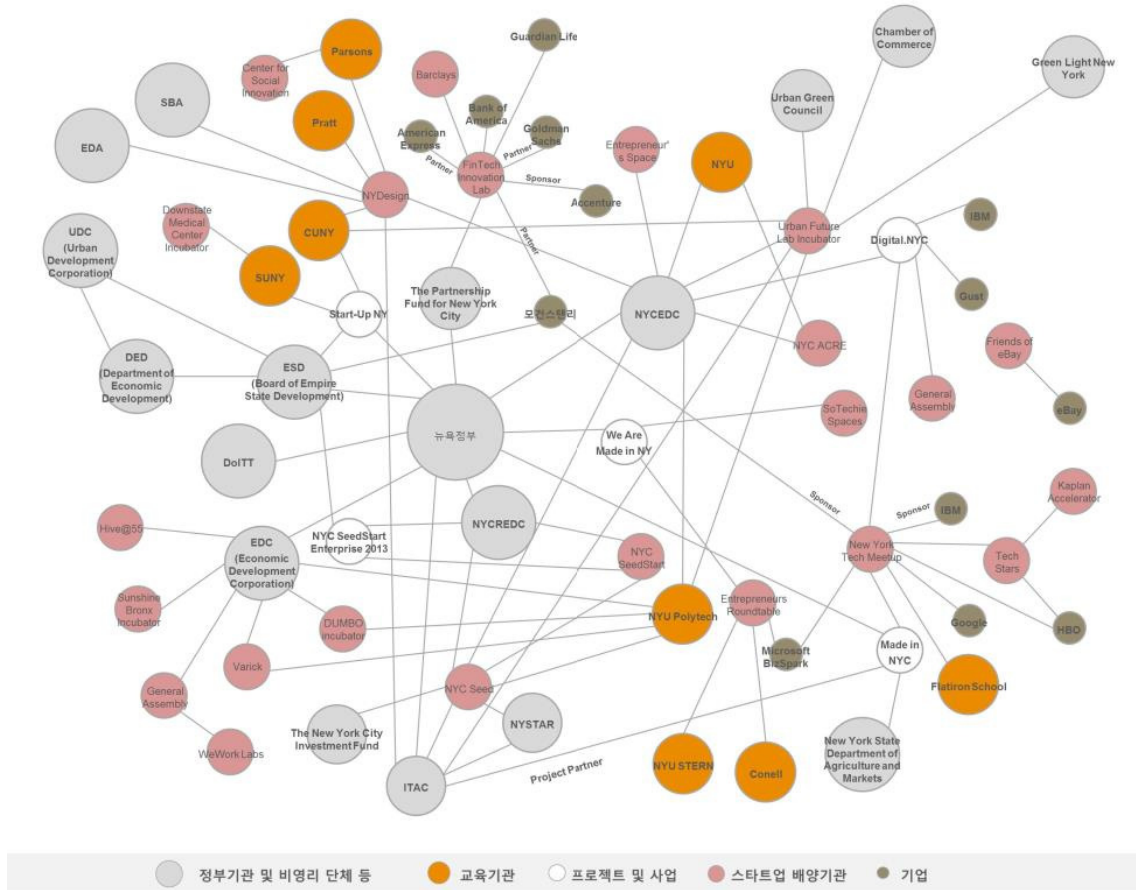 Guardian Life
Chamber of
Commerce
Parsons
Center for
Social
Innovation
Barclays
Green Light New
York
SBA
Bank of
America
Urban Green
Council
Pratt
American
Express
Goldman
Sachs
Partner
Partner
EDA
FinTech
Innovation
Lab
Entrepreneur'
s Space
NYU
Sponsor
NYDesign
Accenture
IBM
Downstate
Medical
Center
Incubator
CUNY
Urban Future
Lab Incubator
Digital.NYC
UDC
(Urban
Development
Corporation)
Partner
SUNY
The Partnership
Fund for New York
City
Gust
Start-Up NY
모건스탠리
NYCEDC
NYC ACRE
Friends of
eBay
DED
(Department of
Economic
Development)
ESD
(Board of Empire
State Development)
General
Assembly
eBay
SoTechie
Spaces
뉴욕정부
We Are
Made in NY
DoITT
Kaplan
Accelerator
Sponsor
Sponsor
IBM
Hive@55
NYC SeedStart
Enterprise 2013
NYCREDC
EDC
(Economic
Development
Corporation)
NYC
SeedStart
New York
Tech Meetup
Tech
Stars
Sunshine
Bronx
Incubator
DUMBO
incubator
NYU Polytech
Entrepreneurs
Roundtable
Google
HBO
Varick
Microsoft
BizSpark
Made in
NYC
General
Assembly
NYC Seed
Flatiron School
The New York City
Investment Fund
NYSTAR
WeWork Labs
New York State
Department of
Agriculture and
Markets
NYU STERN
Conell
Project Partner
ITAC
정부기관 및 비영리 단체 등
교육기관
프로젝트 및 사업
스타트업 배양기관
기업